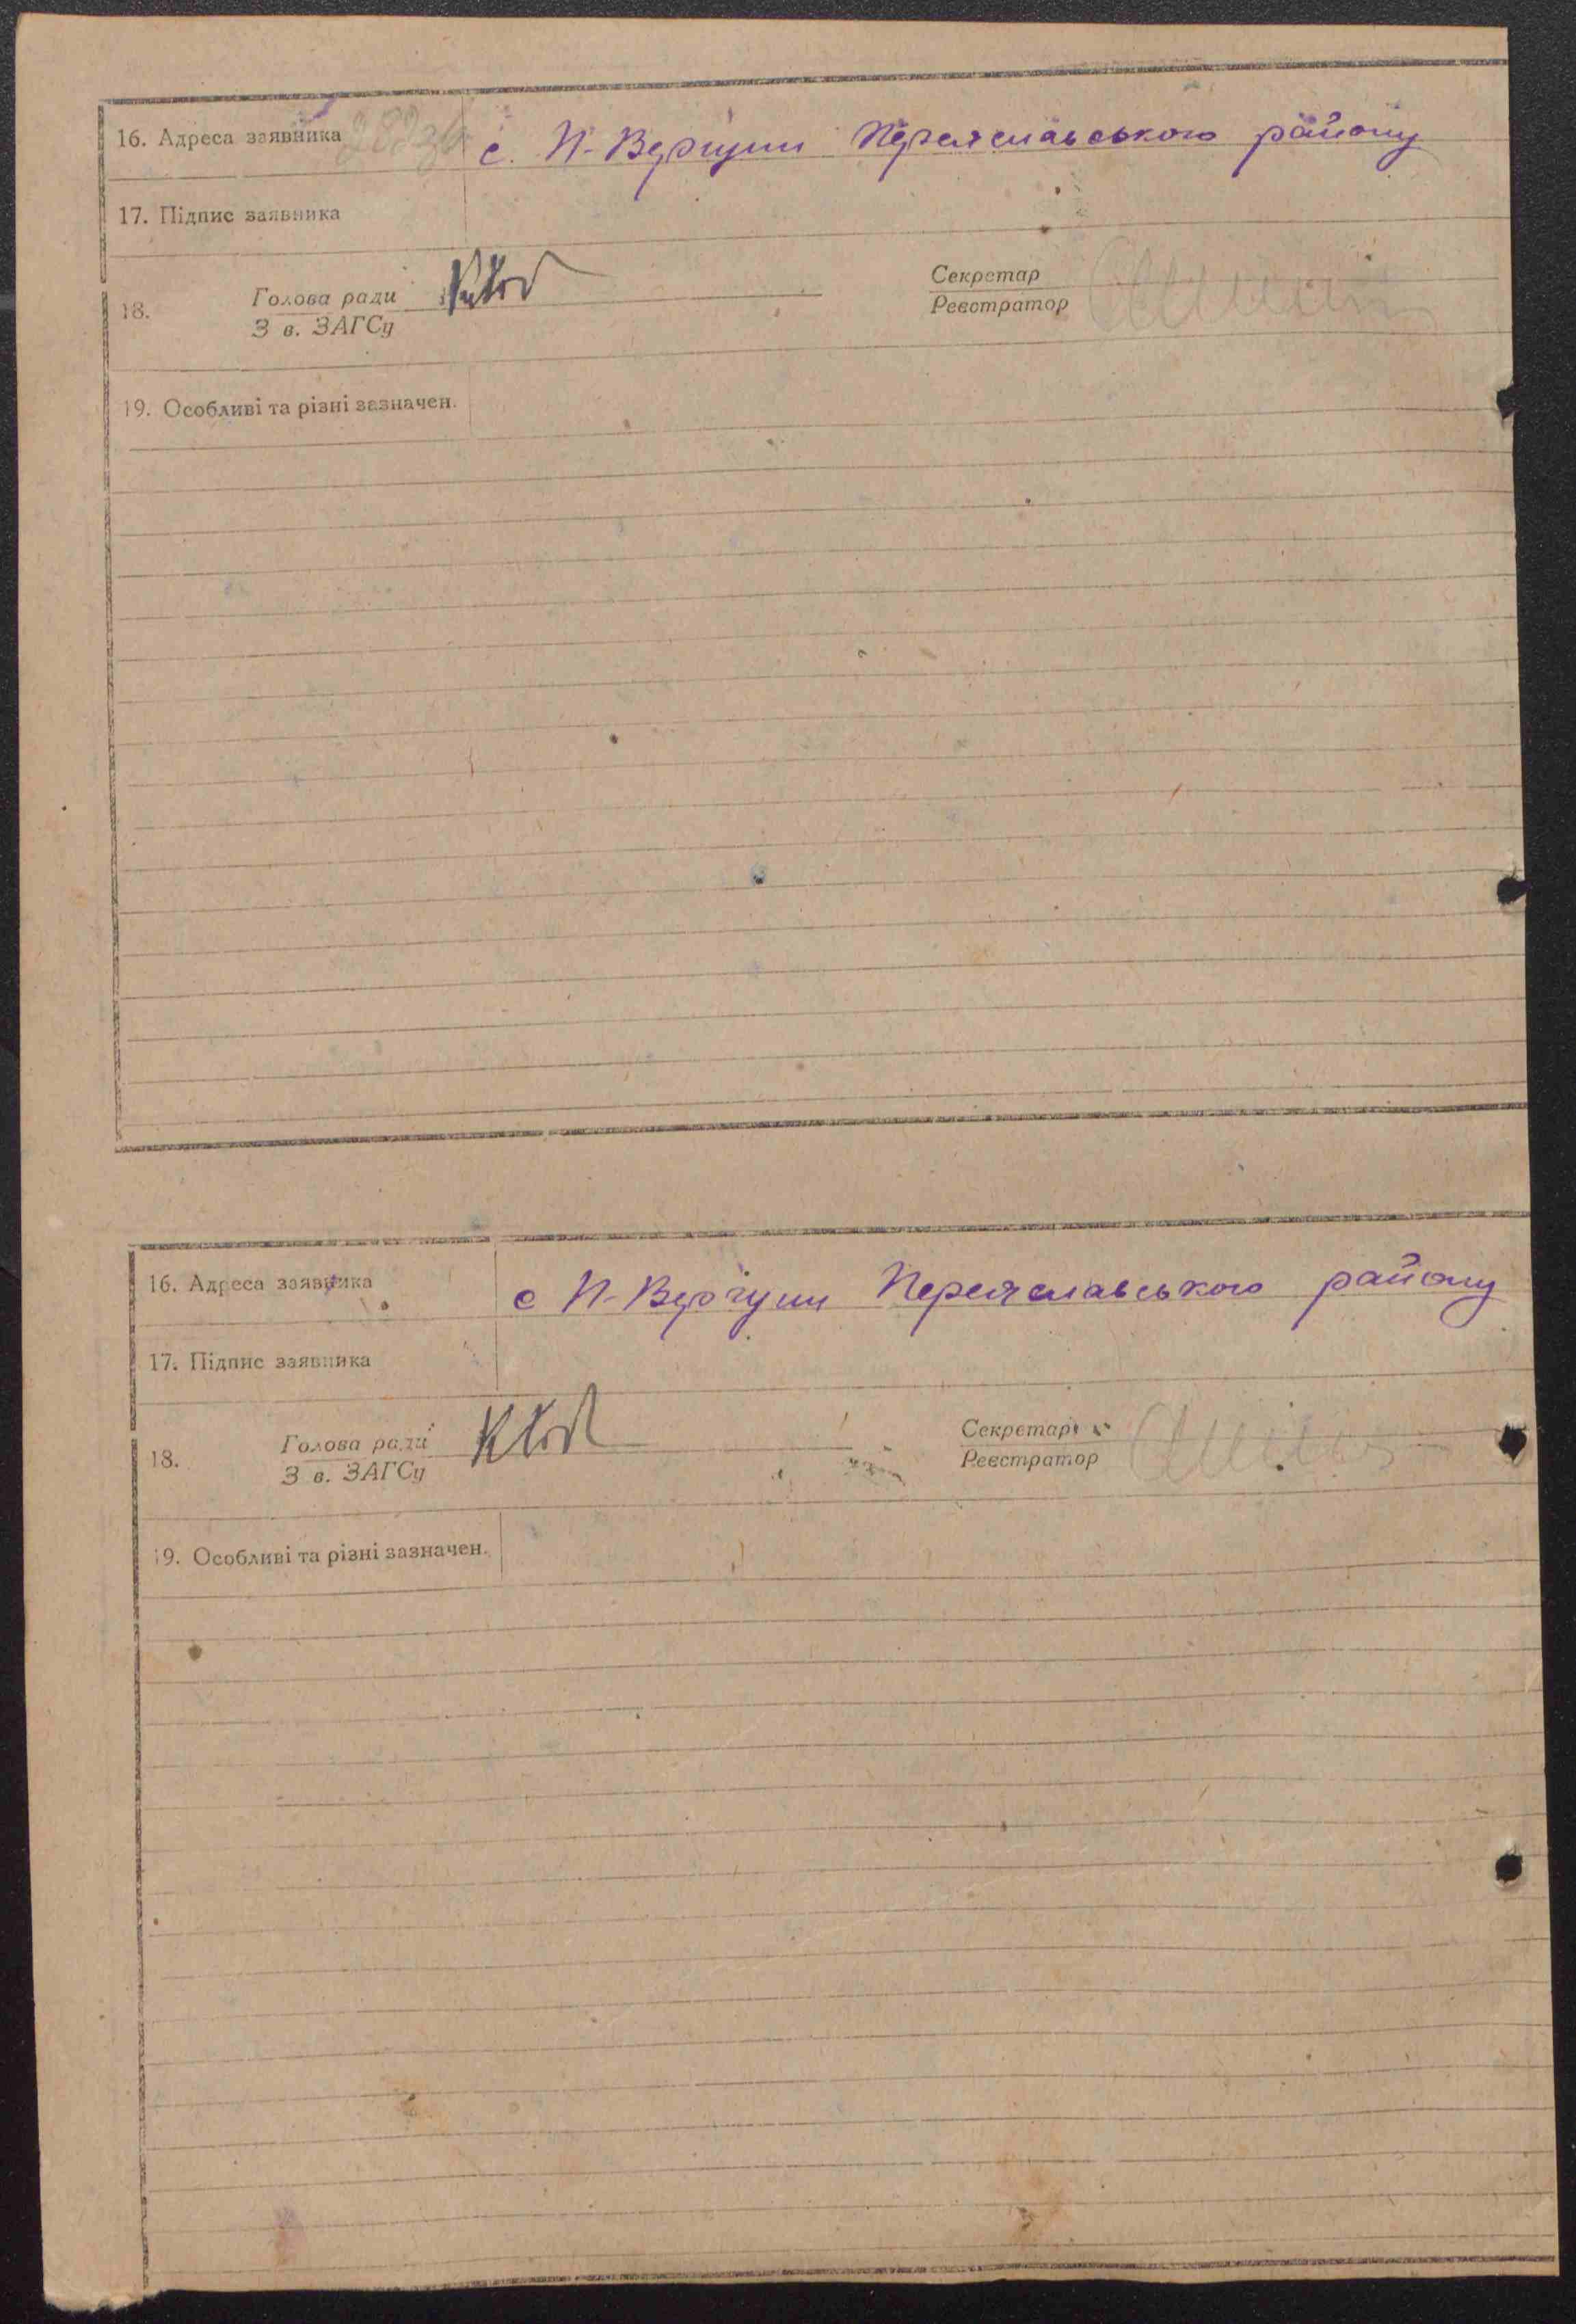 16. Адреса заявника с. П-Вергуни Переяславського району
17. Підпис заявника
18. Голова ради Секретар
З в. ЗАГСу Реєстратор
19. Особливі та різні зазначен.
16. Адреса заявника с П-Вергуни Переяславського району
17. Підпис заявника
18. Голова ради Секретар
З в. ЗАГСу Реєстратор
19. Особливі та різні зазначен.